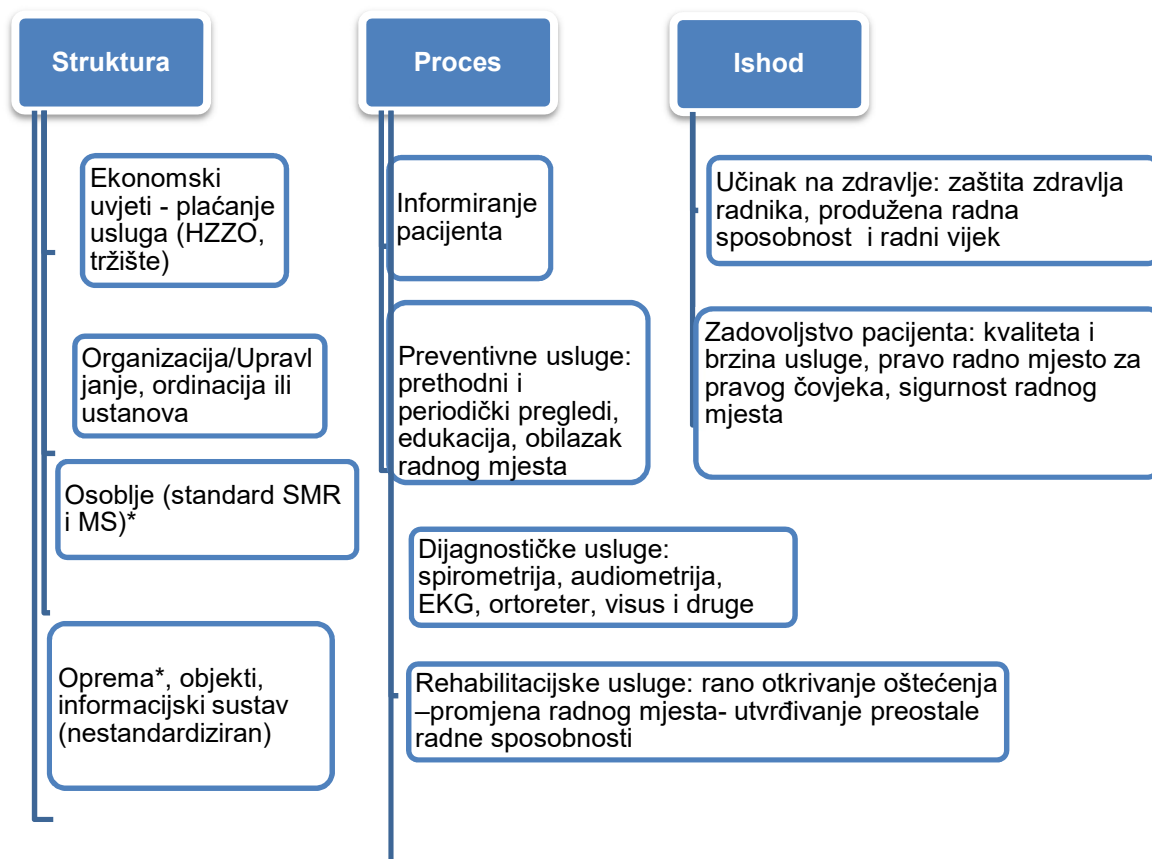 Struktura
Ekonomski
uvjeti - plaćanje
usluga (HZZO,
tržište)
Organizacija/Upravl
janje, ordinacija ili
ustanova
Osoblje (standard SMR
i MS)*
Oprema*, objekti,
informacijski sustav
(nestandardiziran)
Proces
Informiranje
pacijenta
Preventivne usluge:
prethodni i
periodički pregledi,
edukacija, obilazak
radnog mjesta
Dijagnostičke usluge:
spirometrija, audiometrija,
EKG, ortoreter, visus i druge
Rehabilitacijske usluge: rano otkrivanje oštećenja
–promjena radnog mjesta- utvrđivanje preostale
radne sposobnosti
Ishod
Učinak na zdravlje: zaštita zdravlja
radnika, produžena radna
sposobnost i radni vijek
Zadovoljstvo pacijenta: kvaliteta i
brzina usluge, pravo radno mjesto za
pravog čovjeka, sigurnost radnog
mjesta